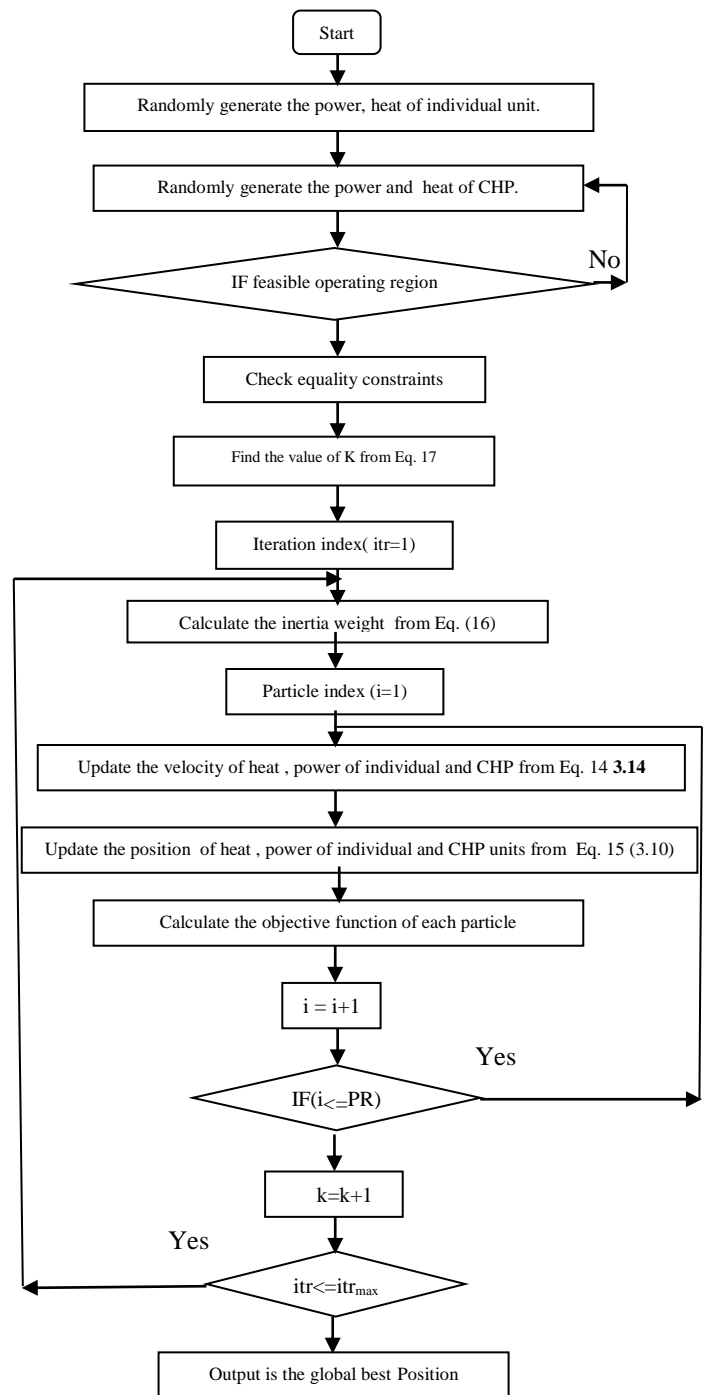 Start
Randomly generate the power, heat of individual unit.
Randomly generate the power and heat of CHP.
No
IF feasible operating region
Check equality constraints
Find the value of K from Eq. 17
Iteration index( itr=1)
Calculate the inertia weight from Eq. (16)
Particle index (i=1)
Update the velocity of heat , power of individual and CHP from Eq. 14 3.14
Update the position of heat , power of individual and CHP units from Eq. 15 (3.10)
Calculate the objective function of each particle
i = i+1
Yes
IF(i<=PR)
k=k+1
Yes
itr<=itrmax
Output is the global best Position